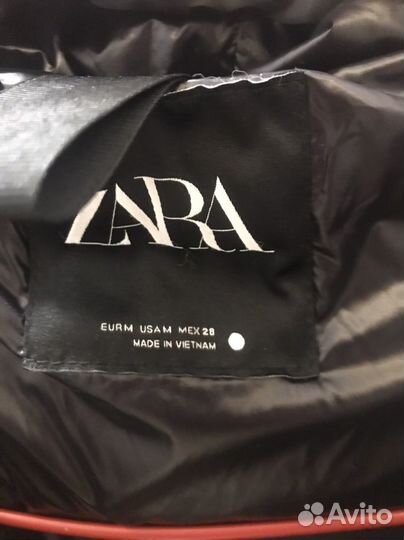 ZARA
EUR M USA M MEX 28
MADE IN VIETNAM
Avito